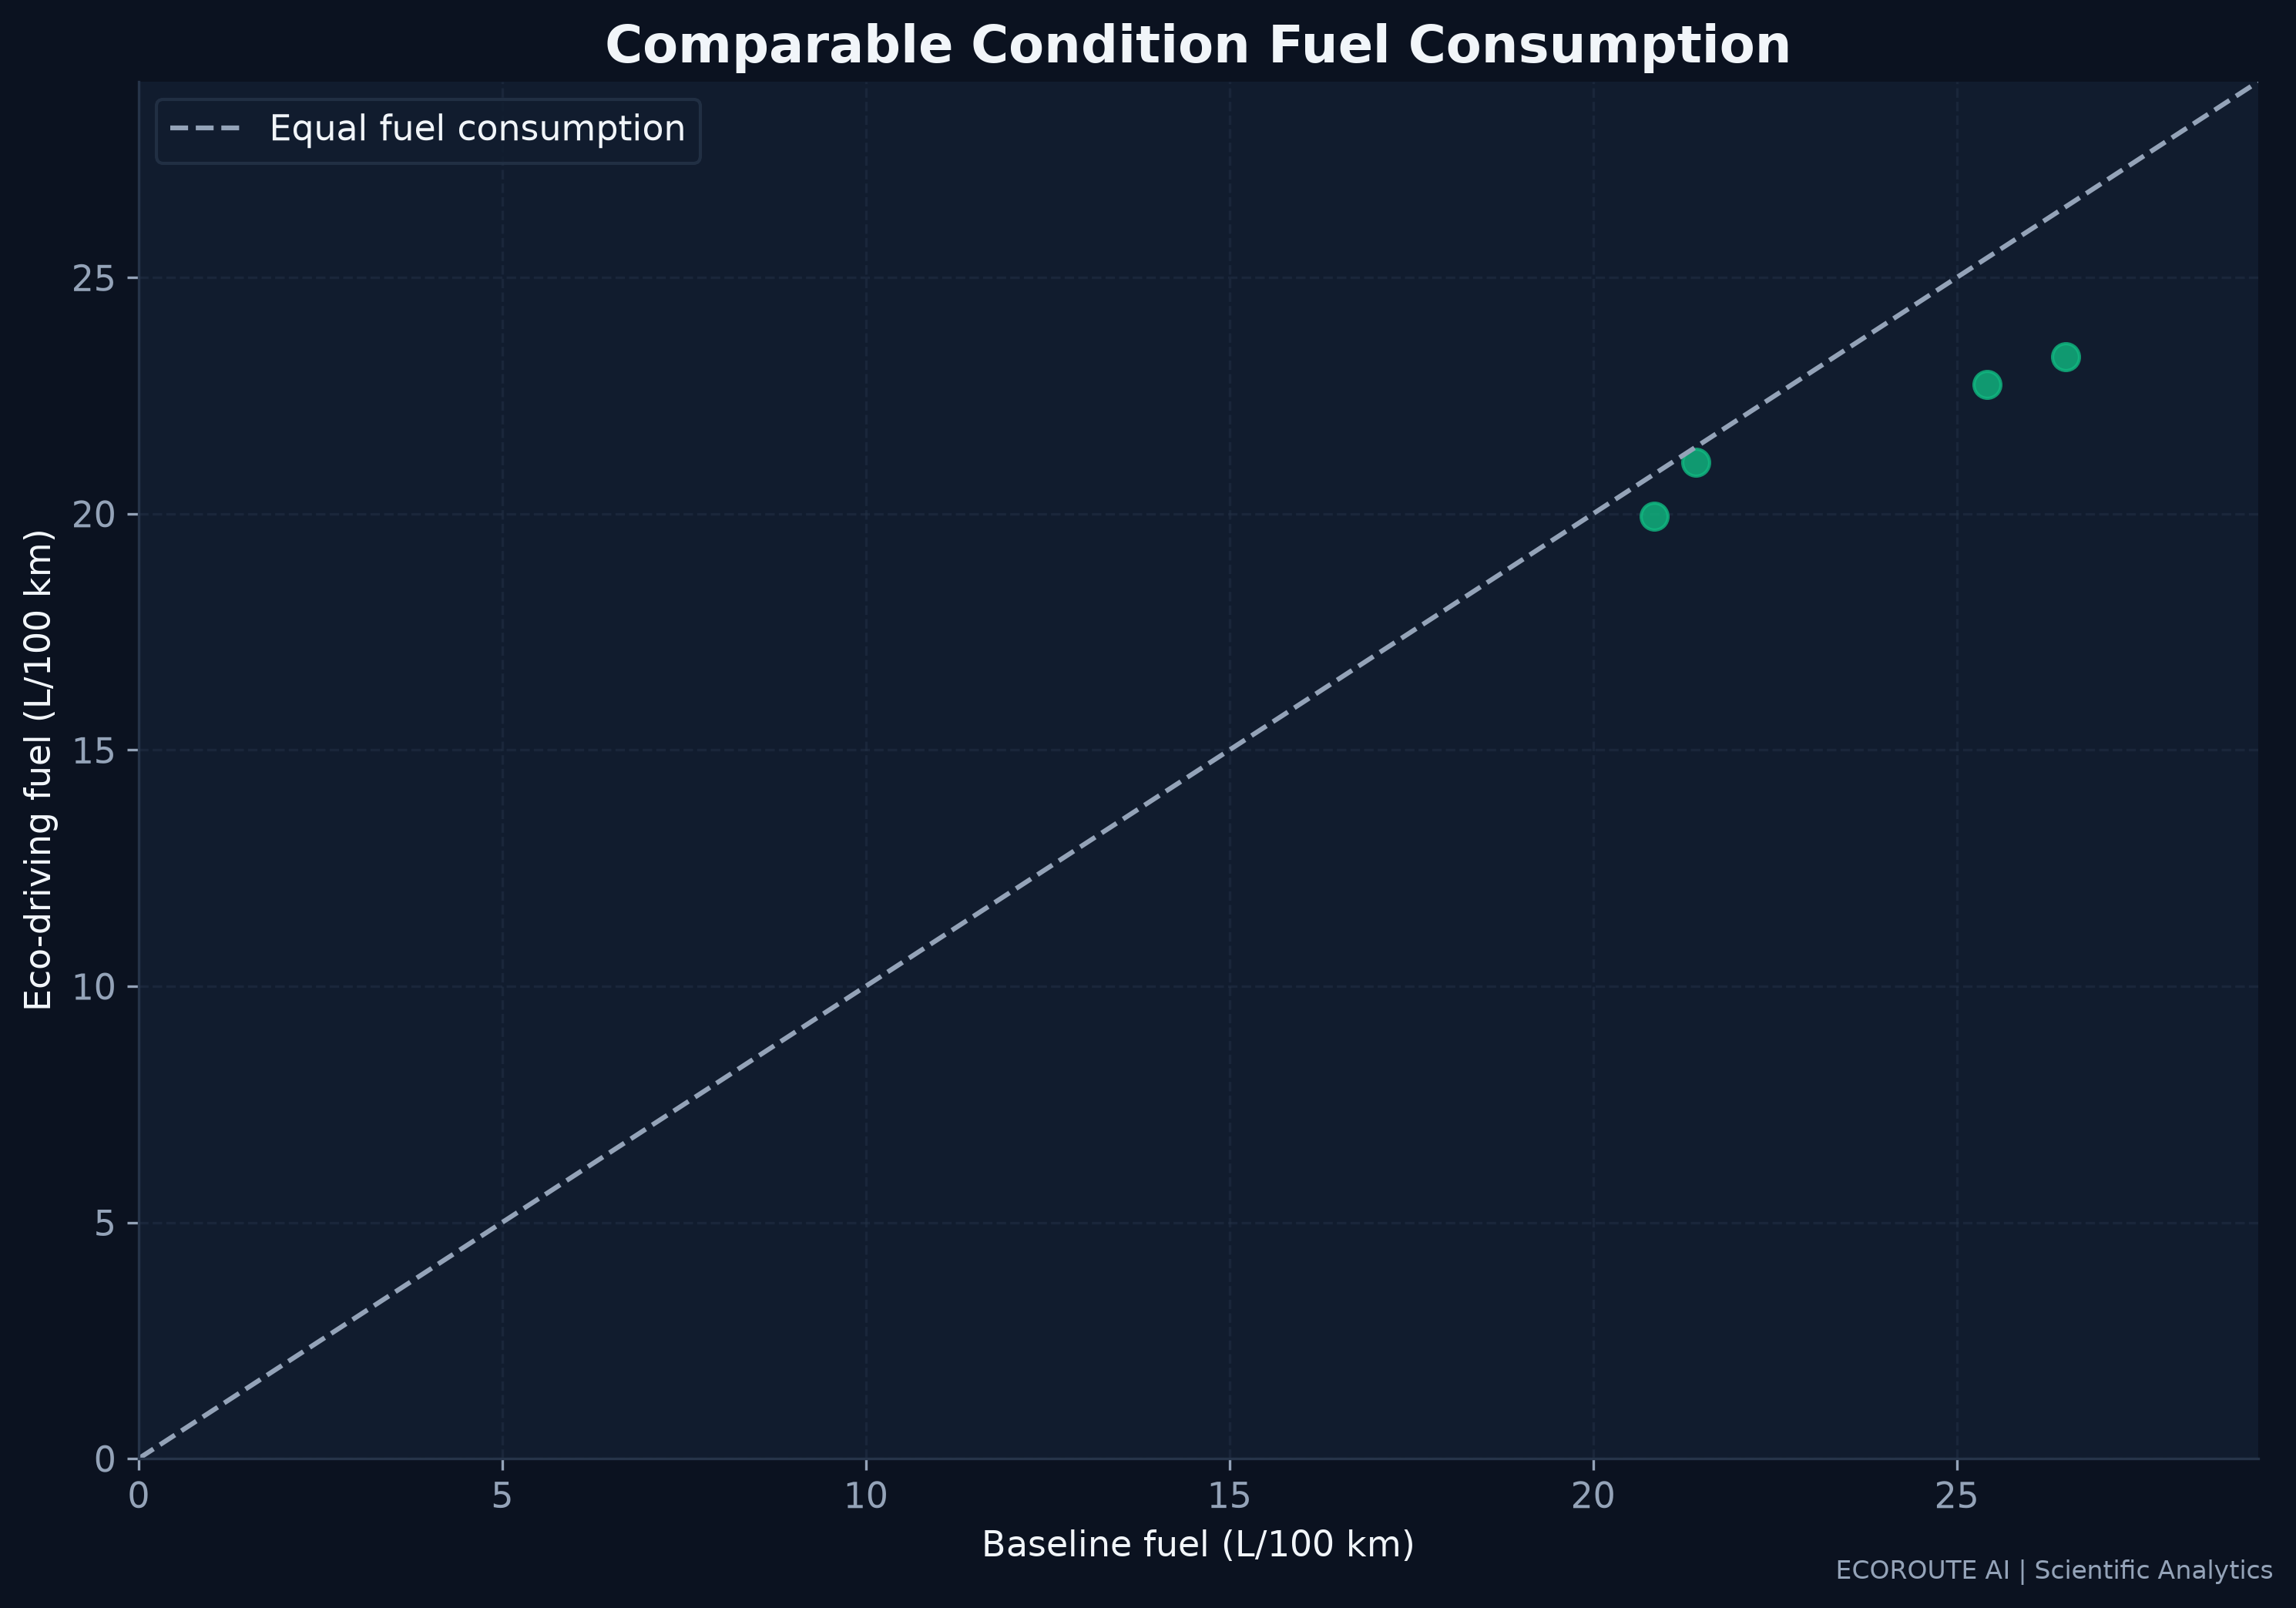 Comparable Condition Fuel Consumption
Equal fuel consumption
25
20
15
10
5
0
Eco-driving fuel (L/100 km)
0 5 10 15 20 25
Baseline fuel (L/100 km)
ECOROUTE AI | Scientific Analytics